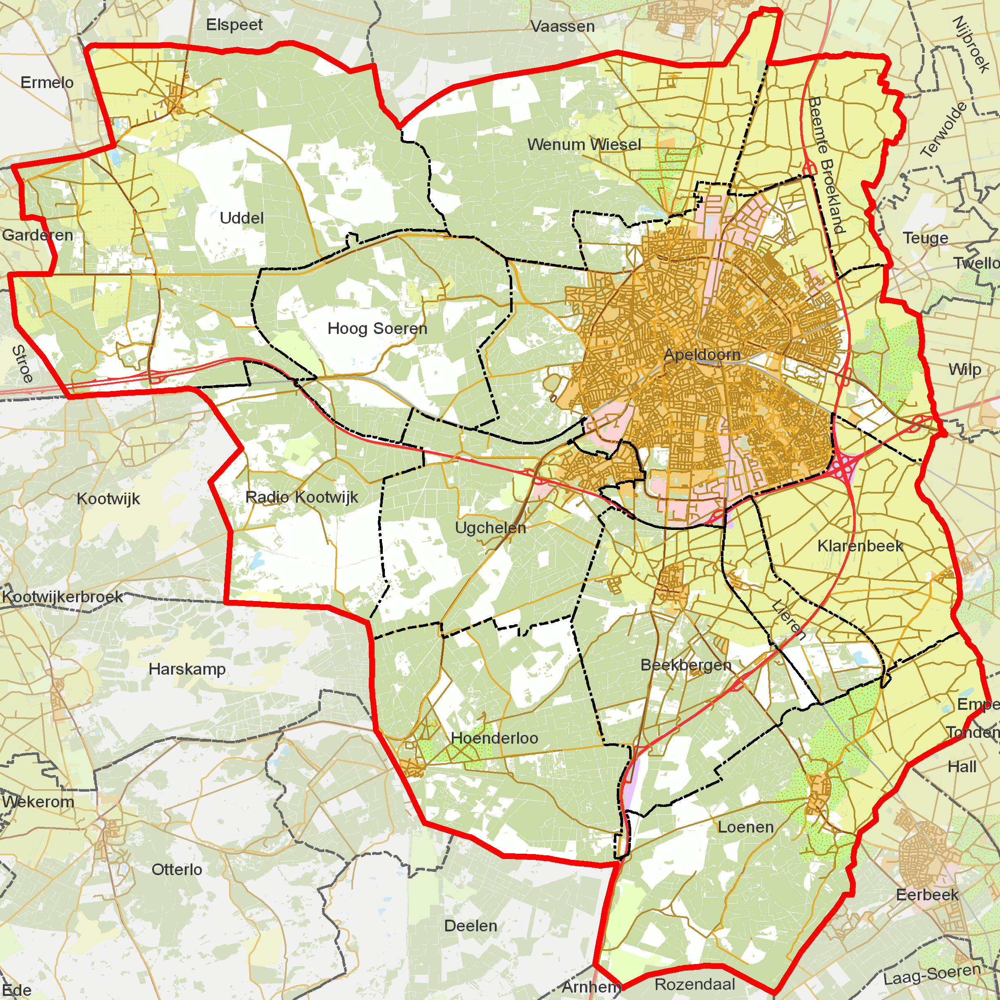 Elspeet
Vaassen
Nijbroek
Ermelo
Beemte Broekland
Terwolde
Wenum Wiesel
Uddel
Garderen
Teuge
Twello
Hoog Soeren
Stroe
Apeldoorn
Wilp
Kootwijk
Radio Kootwijk
Ugchelen
Klarenbeek
Kootwijkerbroek
Lieren
Harskamp
Beekbergen
Empe
Hoenderloo
Tonden
Hall
Wekerom
Loenen
Otterlo
Eerbeek
Deelen
Laag-Soeren
Ede
Arnhem
Rozendaal